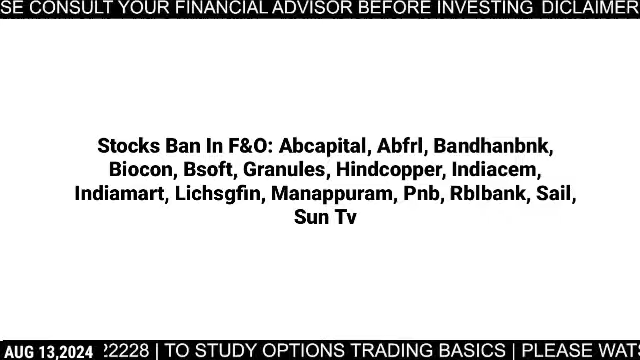 SE CONSULT YOUR FINANCIAL ADVISOR BEFORE INVESTING DICLAIMER
Stocks Ban In F&O: Abcapital, Abfrl, Bandhanbnk,
Biocon, Bsoft, Granules, Hindcopper, Indiacem,
Indiamart, Lichsgfin, Manappuram, Pnb, Rblbank, Sail,
Sun Tv
AUG 13,2024 22228 | TO STUDY OPTIONS TRADING BASICS | PLEASE WAT